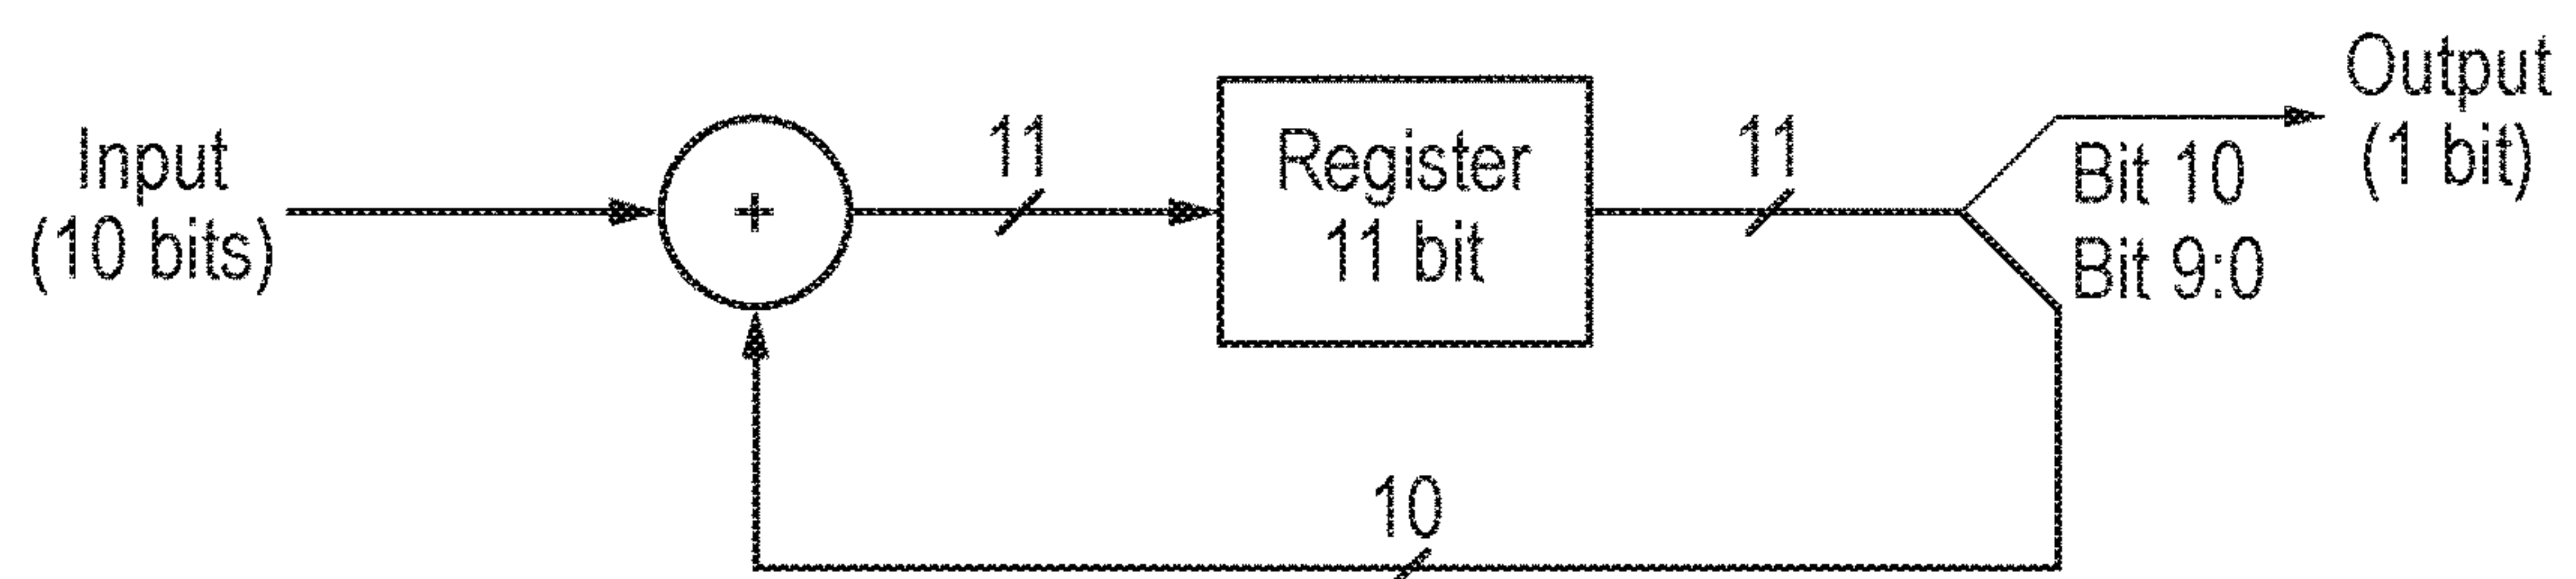 Input
(10 bits)
+
11
Register
11 bit
11
Output
(1 bit)
Bit 10
Bit 9:0
10